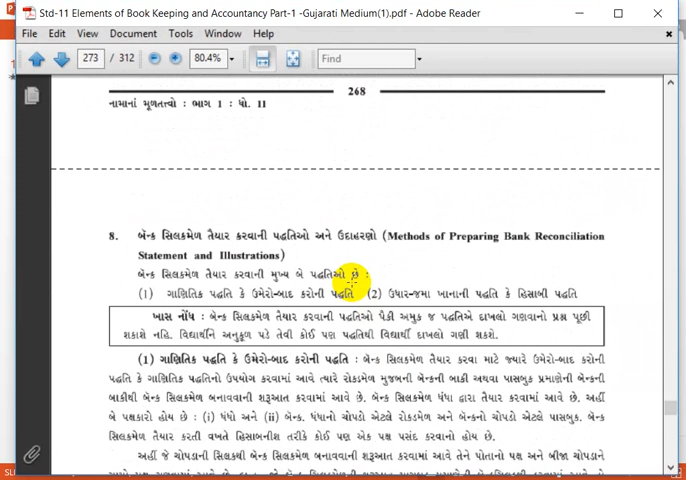 Std-11 Elements of Book Keeping and Accountancy Part-1 -Gujarati Medium(1).pdf - Adobe Reader
File Edit View Document Tools Window Help
273 / 312 80.4% Find
268
નામાનાં મૂળતત્ત્વો : ભાગ 1 : ધો. 11
8. બૅન્ક સિલકમેળ તૈયાર કરવાની પદ્ધતિઓ અને ઉદાહરણો (Methods of Preparing Bank Reconciliation
Statement and Illustrations)
બૅન્ક સિલકમેળ તૈયાર કરવાની મુખ્ય બે પદ્ધતિઓ છે :
(1) ગાણિતિક પદ્ધતિ કે ઉમેરો-બાદ કરોની પદ્ધતિ (2) ઉધાર-જમા ખાનાની પદ્ધતિ કે હિસાબી પદ્ધતિ
ખાસ નોંધ : બૅન્ક સિલકમેળ તૈયાર કરવાની પદ્ધતિઓ પૈકી અમુક જ પદ્ધતિએ દાખલો ગણવાનો પ્રશ્ન પૂછી
શકાશે નહિ. વિદ્યાર્થીને અનુકૂળ પડે તેવી કોઈ પણ પદ્ધતિથી વિદ્યાર્થી દાખલો ગણી શકશે.
(1) ગાણિતિક પદ્ધતિ કે ઉમેરો-બાદ કરોની પદ્ધતિ : બૅન્ક સિલકમેળ તૈયાર કરવા માટે જ્યારે ઉમેરો-બાદ કરોની
પદ્ધતિ કે ગાણિતિક પદ્ધતિનો ઉપયોગ કરવામાં આવે ત્યારે રોકડમેળ મુજબની બૅન્કની બાકી અથવા પાસબુક પ્રમાણેની બૅન્કની
બાકીથી બૅન્ક સિલકમેળ બનાવવાની શરૂઆત કરવામાં આવે છે. બૅન્ક સિલકમેળ ધંધા દ્વારા તૈયાર કરવામાં આવે છે. અહીં
બે પક્ષકારો હોય છે : (i) ધંધો અને (ii) બૅન્ક. ધંધાનો ચોપડો એટલે રોકડમેળ અને બૅન્કનો ચોપડો એટલે પાસબુક. બૅન્ક
સિલકમેળ તૈયાર કરતી વખતે હિસાબનીશ તરીકે કોઈ પણ એક પક્ષ પસંદ કરવાનો હોય છે.
અહીં જે ચોપડાની સિલકથી બૅન્ક સિલકમેળ બનાવવાની શરૂઆત કરવામાં આવે તેને પોતાનો પક્ષ અને બીજા ચોપડાને